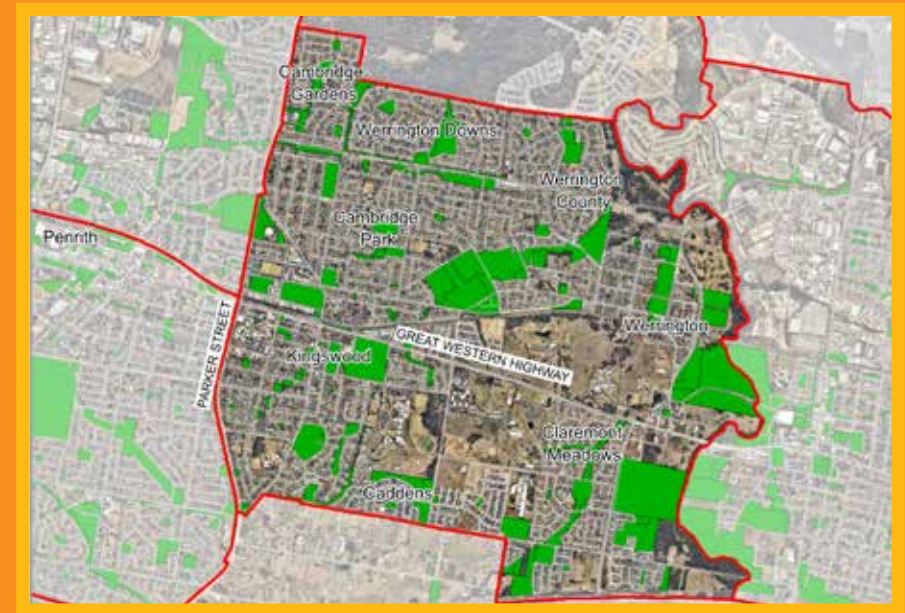 Cambridge
Gardens
Werrington Downs
Werrington
County
Cambridge
Park
Penrith
Werrington
GREAT WESTERN HIGHWAY
Kingswood
PARKER STREET
Claremont
Meadows
Caddens